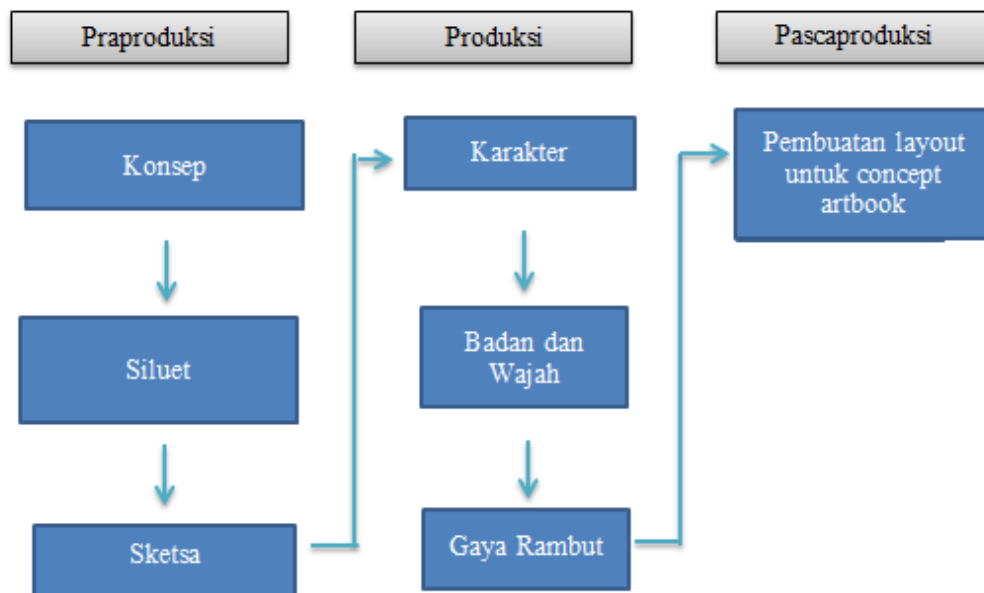 Praproduksi
Produksi
Pascaproduksi
Konsep
Siluet
Sketsa
Karakter
Badan dan
Wajah
Gaya Rambut
Pembuatan layout
untuk concept
artbook